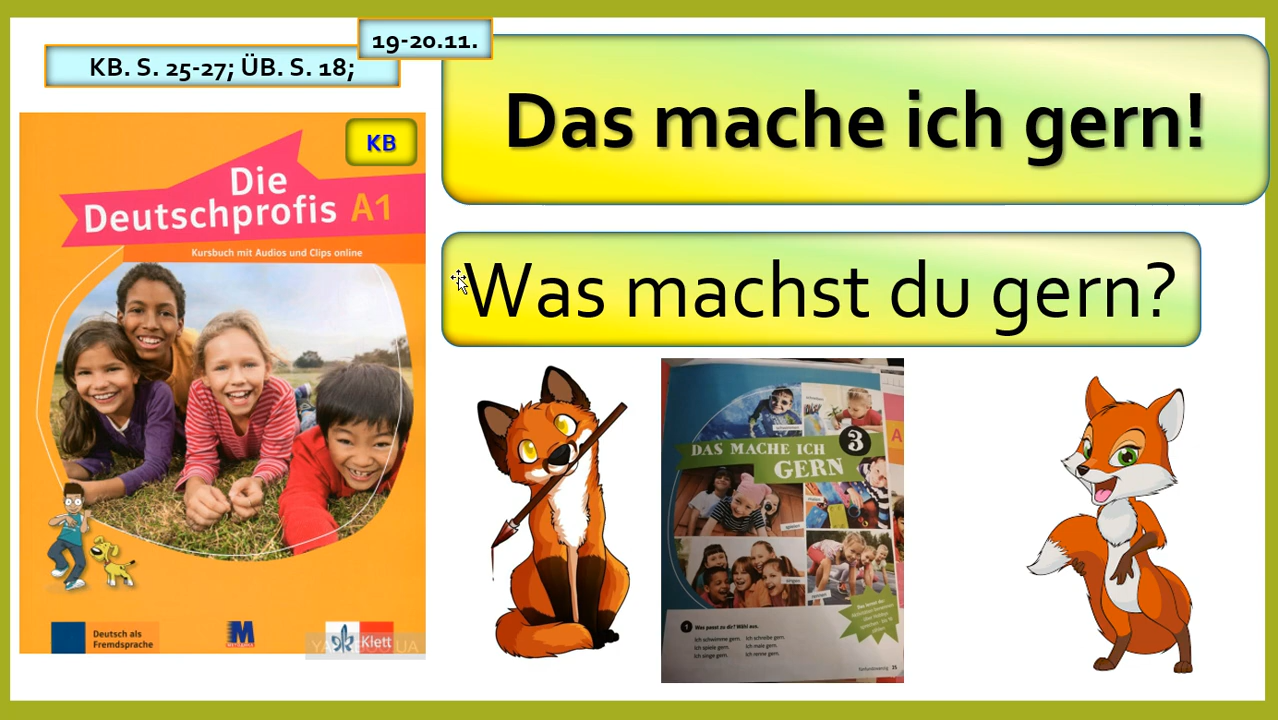 19-20.11.
KB. S. 25-27; ÜB. S. 18;
Das mache ich gern!
KB
Die
Deutschprofis A1
Kursbuch mit Audios und Clips online
Was machst du gern?
DAS MACHE ICH
GERN
3
A
1 Was passt zu dir? Wähl aus.
Ich schwimme gern. Ich schreibe gern.
Ich spiele gern. Ich male gern.
Ich singe gern. Ich renne gern.
25
Deutsch als
Fremdsprache
M
Klett